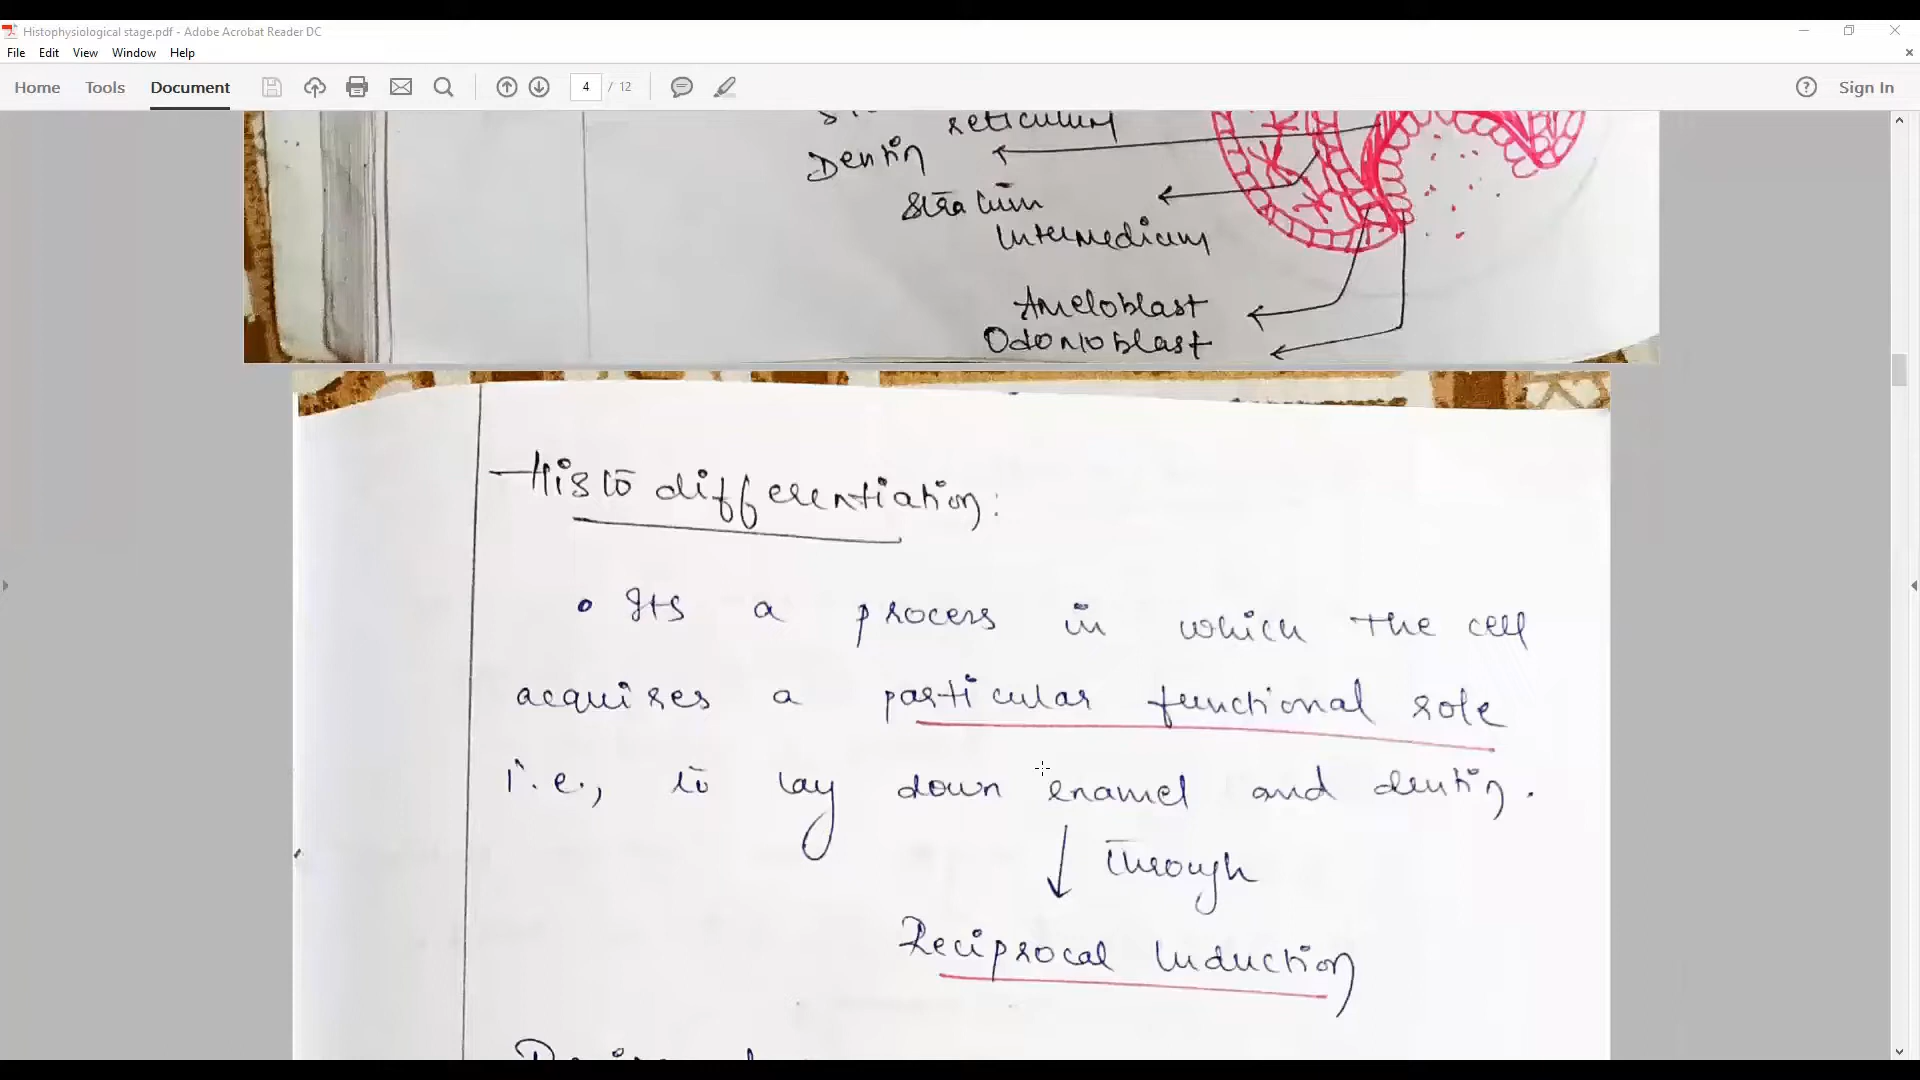 Histophysiological stage.pdf - Adobe Acrobat Reader DC
File Edit View Window Help
Home Tools Document 4 / 12 Sign In
reticulum
Dentin
Stratum
Intermedium
Ameloblast
Odontoblast
Histo differentiation:
• Its a process in which the cell
acquires a particular functional role
i.e., to lay down enamel and dentin.
↓ Through
Reciprocal Induction